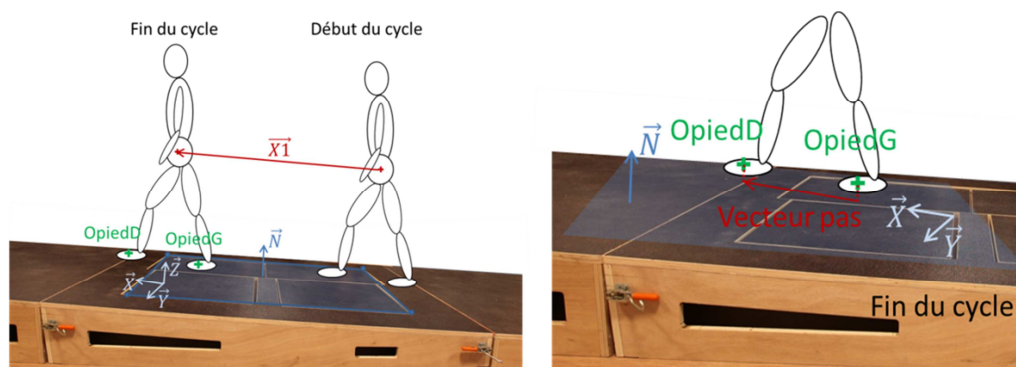 Fin du cycle
Début du cycle
X1
OpiedD
OpiedG
N
Z
X
Y
OpiedD
OpiedG
N
X
Vecteur pas
Y
Fin du cycle